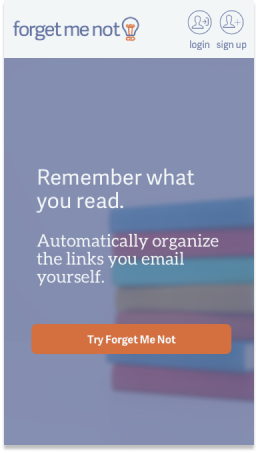 forget me not
login sign up
Remember what
you read.
Automatically organize
the links you email
yourself.
Try Forget Me Not